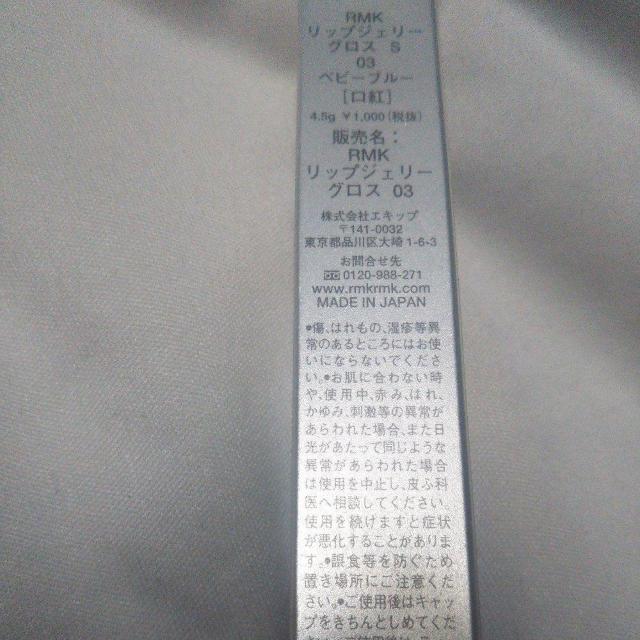 RMK
リップジェリー
グロス S
03
ベビーブルー
[口紅]
4.5g ¥1,000(税抜)
販売名:
RMK
リップジェリー
グロス 03
株式会社エキップ
〒141-0032
東京都品川区大崎1-6-3
お問合せ先
0120-988-271
www.rmkrmk.com
MADE IN JAPAN
●傷、はれもの、湿疹等異
常のあるところにはお使
いにならないでくださ
い。●お肌に合わない時
や、使用中、赤み、はれ、
かゆみ、刺激等の異常が
あらわれた場合、また日
光があたって同じような
異常があらわれた場合
は使用を中止し、皮ふ科
医へ相談してください。
使用を続けますと症状
が悪化することがありま
す。●誤食等を防ぐため
置き場所にご注意くださ
い。●ご使用後はキャッ
プをきちんとしめてくだ